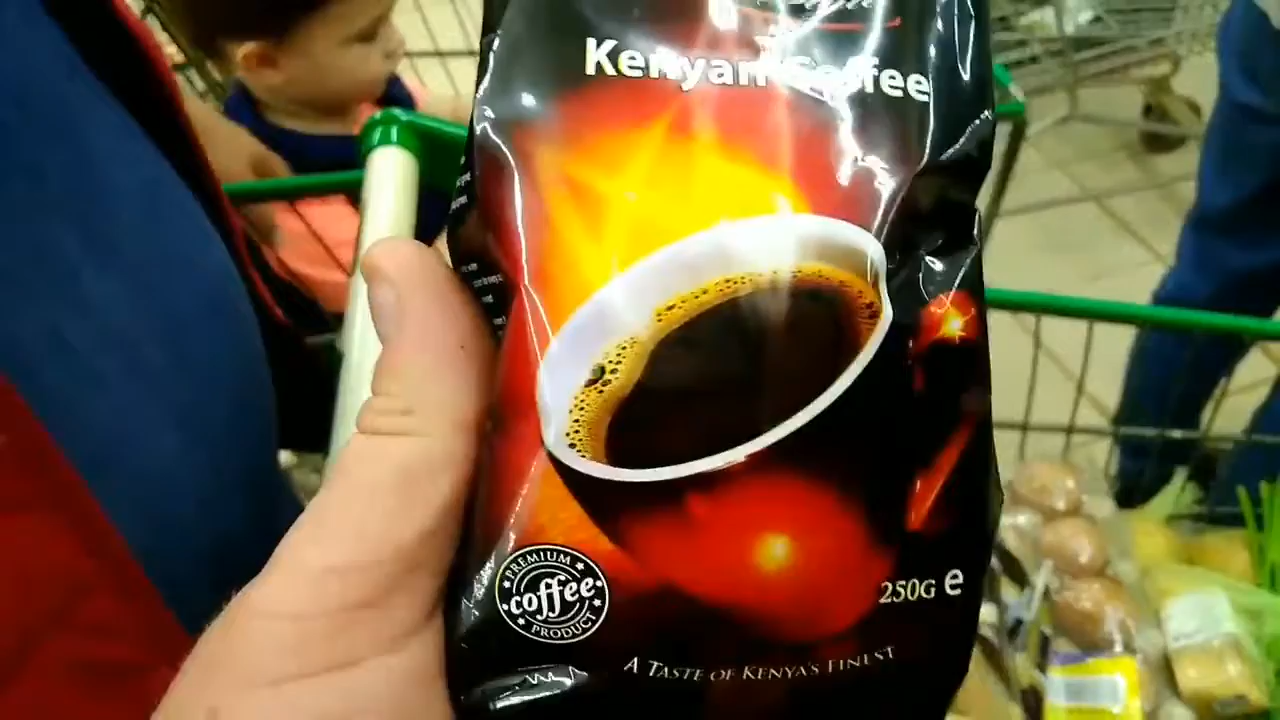 Kenyan Coffee
PREMIUM
coffee
PRODUCT
250G e
A TASTE OF KENYA'S FINEST